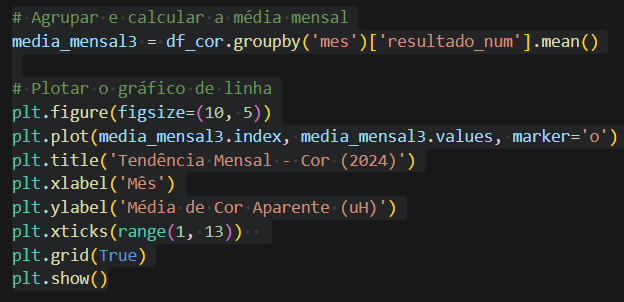 # Agrupar e calcular a média mensal
media_mensal3 = df_cor.groupby('mes')['resultado_num'].mean()
# Plotar o gráfico de linha
plt.figure(figsize=(10, 5))
plt.plot(media_mensal3.index, media_mensal3.values, marker='o')
plt.title('Tendência Mensal - Cor (2024)')
plt.xlabel('Mês')
plt.ylabel('Média de Cor Aparente (uH)')
plt.xticks(range(1, 13))
plt.grid(True)
plt.show()